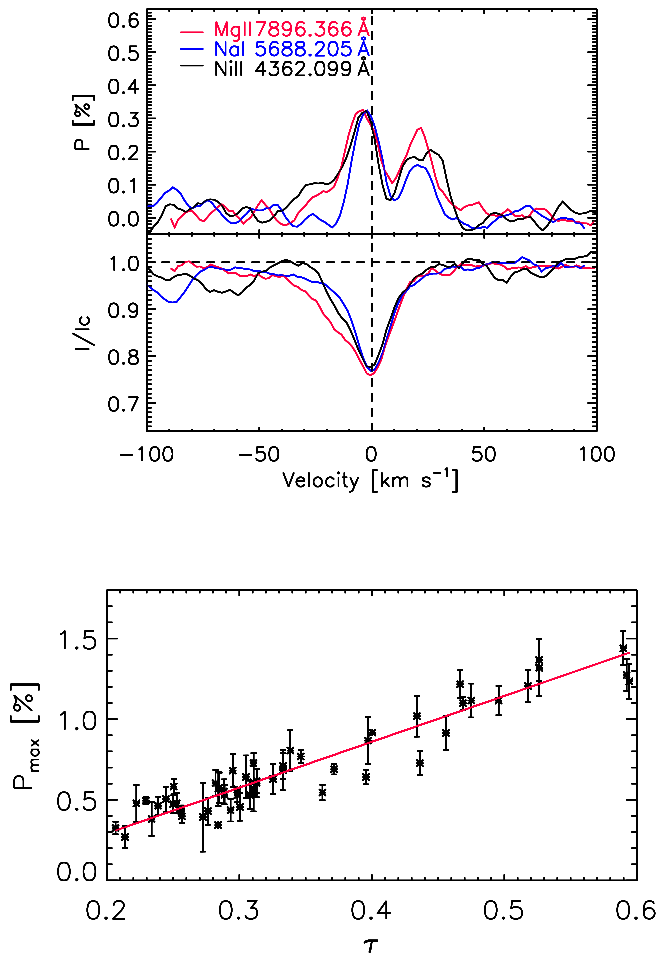 0.6
MgII 7896.366 Å
NaI 5688.205 Å
0.5
NiII 4362.099 Å
0.4
P [%]
0.3
0.2
0.1
0.0
1.0
0.9
I/Ic
0.8
0.7
-100 -50 0 50 100
Velocity [km s⁻¹]
1.5
1.0
Pmax [%]
0.5
0.0
0.2 0.3 0.4 0.5 0.6
τ